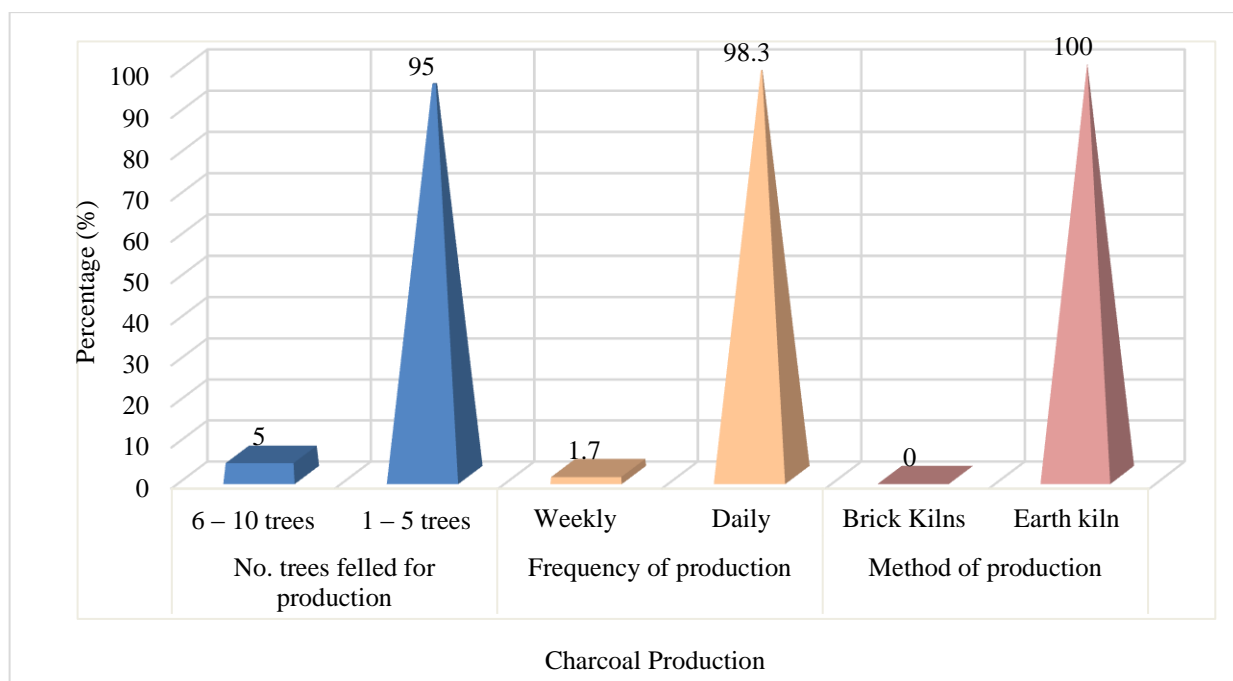 100
90
80
70
60
50
40
30
20
10
0
Percentage (%)
5
95
1.7
98.3
0
100
6 – 10 trees
1 – 5 trees
Weekly
Daily
Brick Kilns
Earth kiln
No. trees felled for
production
Frequency of production
Method of production
Charcoal Production